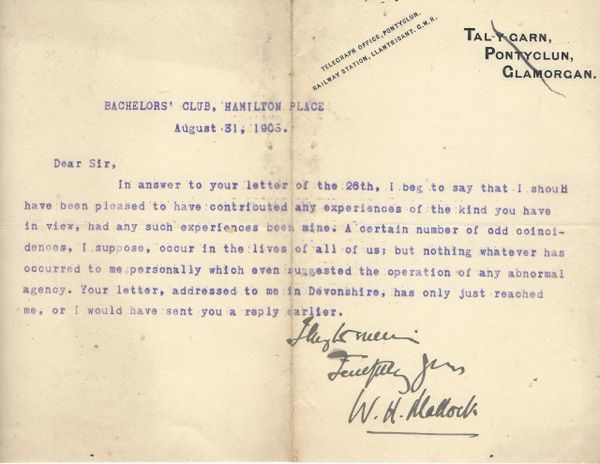 TELEGRAPH OFFICE, PONTYCLUN.
RAILWAY STATION, LLANTRISANT, G.W.R.
TAL-Y-GARN,
PONTYCLUN,
GLAMORGAN.
BACHELORS' CLUB, HAMILTON PLACE
August 31, 1903.
Dear Sir,
In answer to your letter of the 26th, I beg to say that I should
have been pleased to have contributed any experiences of the kind you have
in view, had any such experiences been mine. A certain number of odd coinci-
dences, I suppose, occur in the lives of all of us; but nothing whatever has
occurred to me personally which even suggested the operation of any abnormal
agency. Your letter, addressed to me in Devonshire, has only just reached
me, or I would have sent you a reply earlier.
Faithfully yours
W. H. Mallock